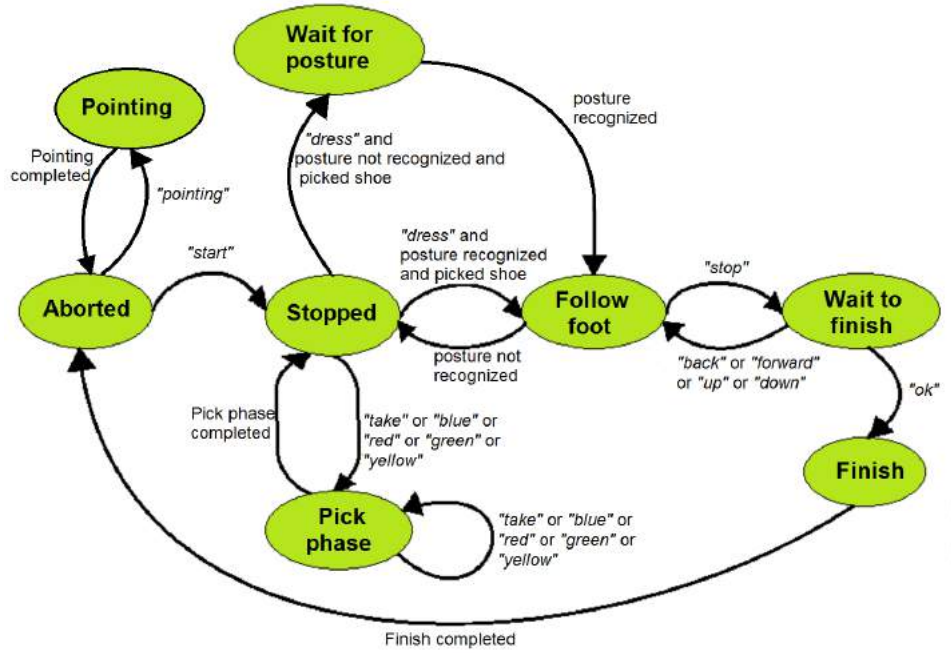 Wait for
posture
Pointing
posture
recognized
"dress" and
posture not recognized and
picked shoe
Pointing
completed
"pointing"
"start"
"dress" and
posture recognized
and picked shoe
"stop"
Aborted
Stopped
Follow
foot
Wait to
finish
posture not
recognized
"back" or "forward"
or "up" or "down"
"ok"
Pick phase
completed
"take" or "blue" or
"red" or "green" or
"yellow"
Finish
Pick
phase
"take" or "blue" or
"red" or "green" or
"yellow"
Finish completed